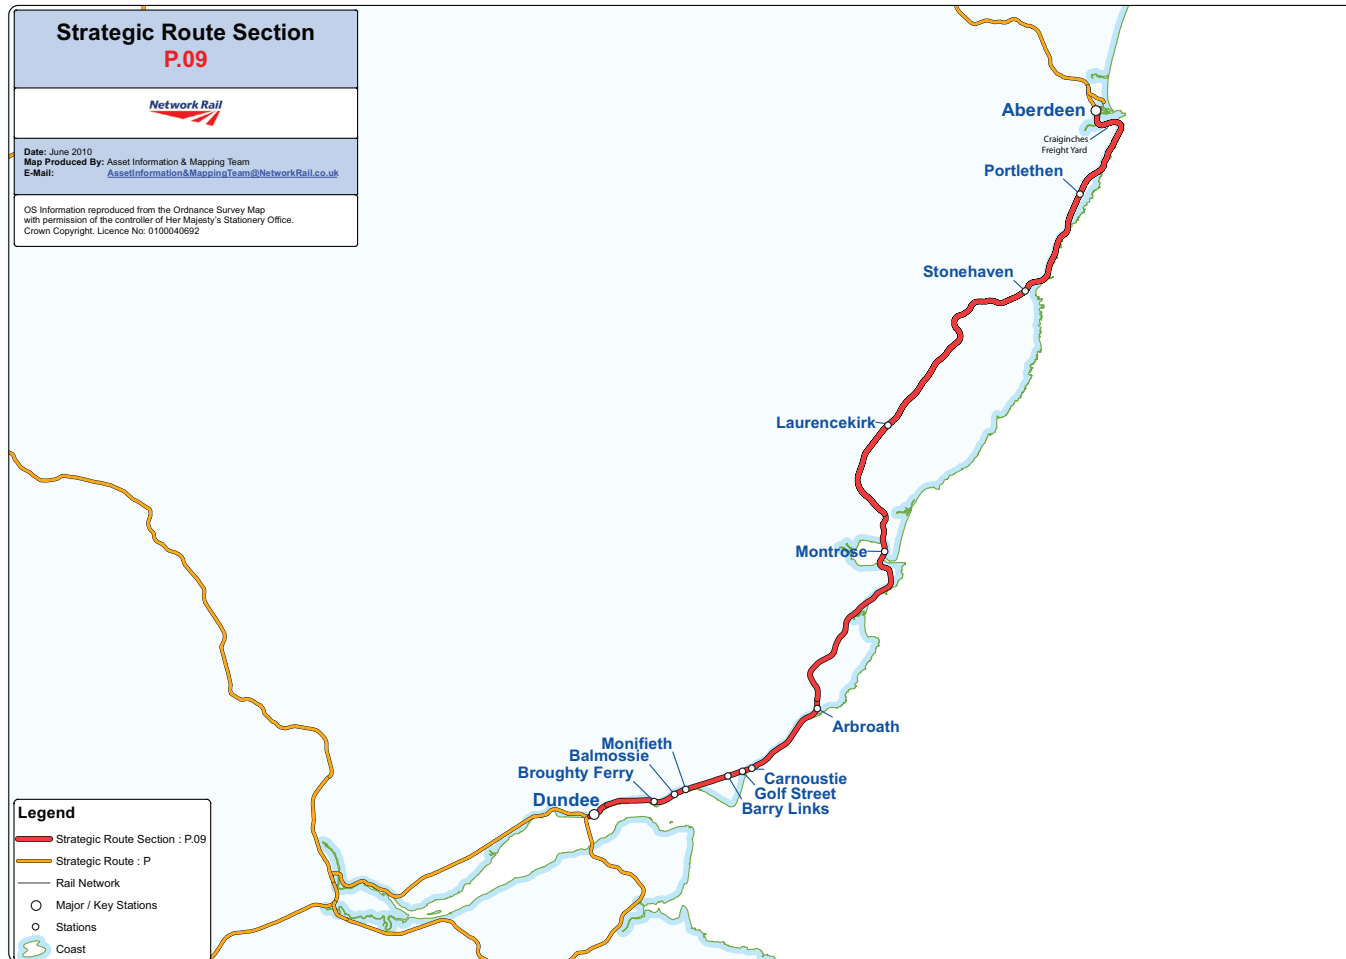 Strategic Route Section
P.09
Network Rail
Date: June 2010
Map Produced By: Asset Information & Mapping Team
E-Mail: AssetInformation&MappingTeam@NetworkRail.co.uk
OS Information reproduced from the Ordnance Survey Map
with permission of the controller of Her Majesty's Stationery Office.
Crown Copyright. Licence No: 0100040692
Aberdeen
Craiginches
Freight Yard
Portlethen
Stonehaven
Laurencekirk
Montrose
Arbroath
Monifieth
Balmossie
Broughty Ferry
Dundee
Carnoustie
Golf Street
Barry Links
Legend
Strategic Route Section : P.09
Strategic Route : P
Rail Network
Major / Key Stations
Stations
Coast